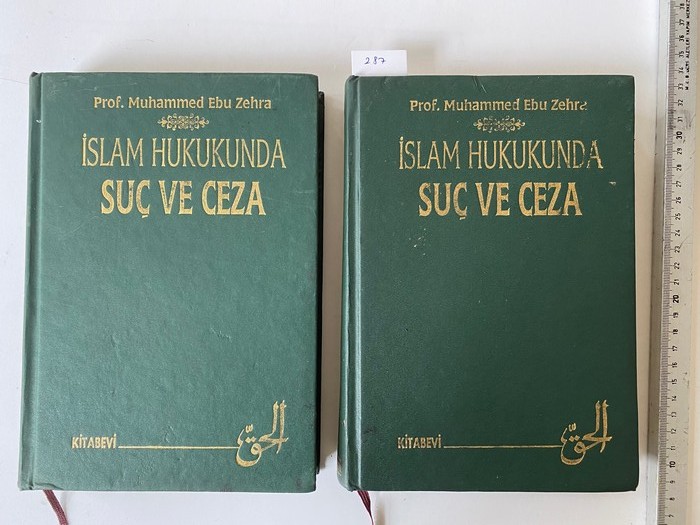 287
Prof. Muhammed Ebu Zehra
İSLAM HUKUKUNDA
SUÇ VE CEZA
KİTABEVİ
الحق
Prof. Muhammed Ebu Zehra
İSLAM HUKUKUNDA
SUÇ VE CEZA
KİTABEVİ
الحقّ